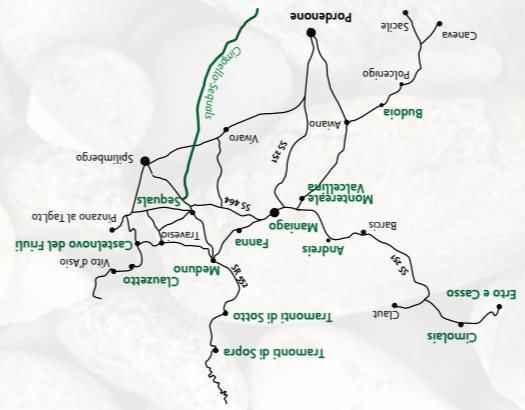 Tramonti di Sopra
Cimolais
Tramonti di Sotto
Claut
Erto e Casso
SR 552
SS 251
Clauzetto
Meduno
Vito d'Asio
Andreis
Castelnovo del Friuli
Fanna
Travesio
Barcis
Maniago
Pinzano al Tagl.to
SS 464
Sequals
Montereale
Valcellina
Spilimbergo
SS 251
Vivaro
Aviano
Budoia
Cimpello-Sequals
Polcenigo
Caneva
Sacile
Pordenone